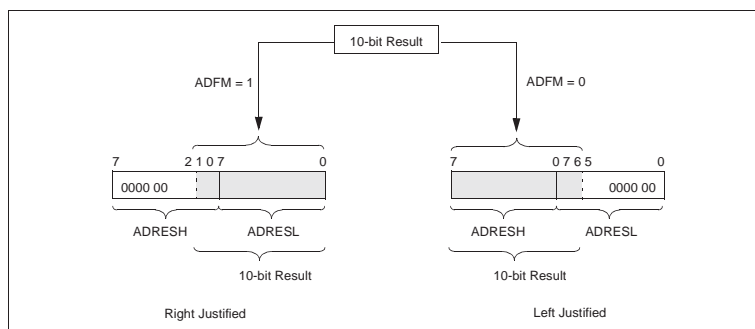 10-bit Result
ADFM = 1
ADFM = 0
7 2 1 0 7 0
7 0 7 6 5 0
0000 00
0000 00
ADRESH ADRESL
ADRESH ADRESL
10-bit Result
10-bit Result
Right Justified
Left Justified